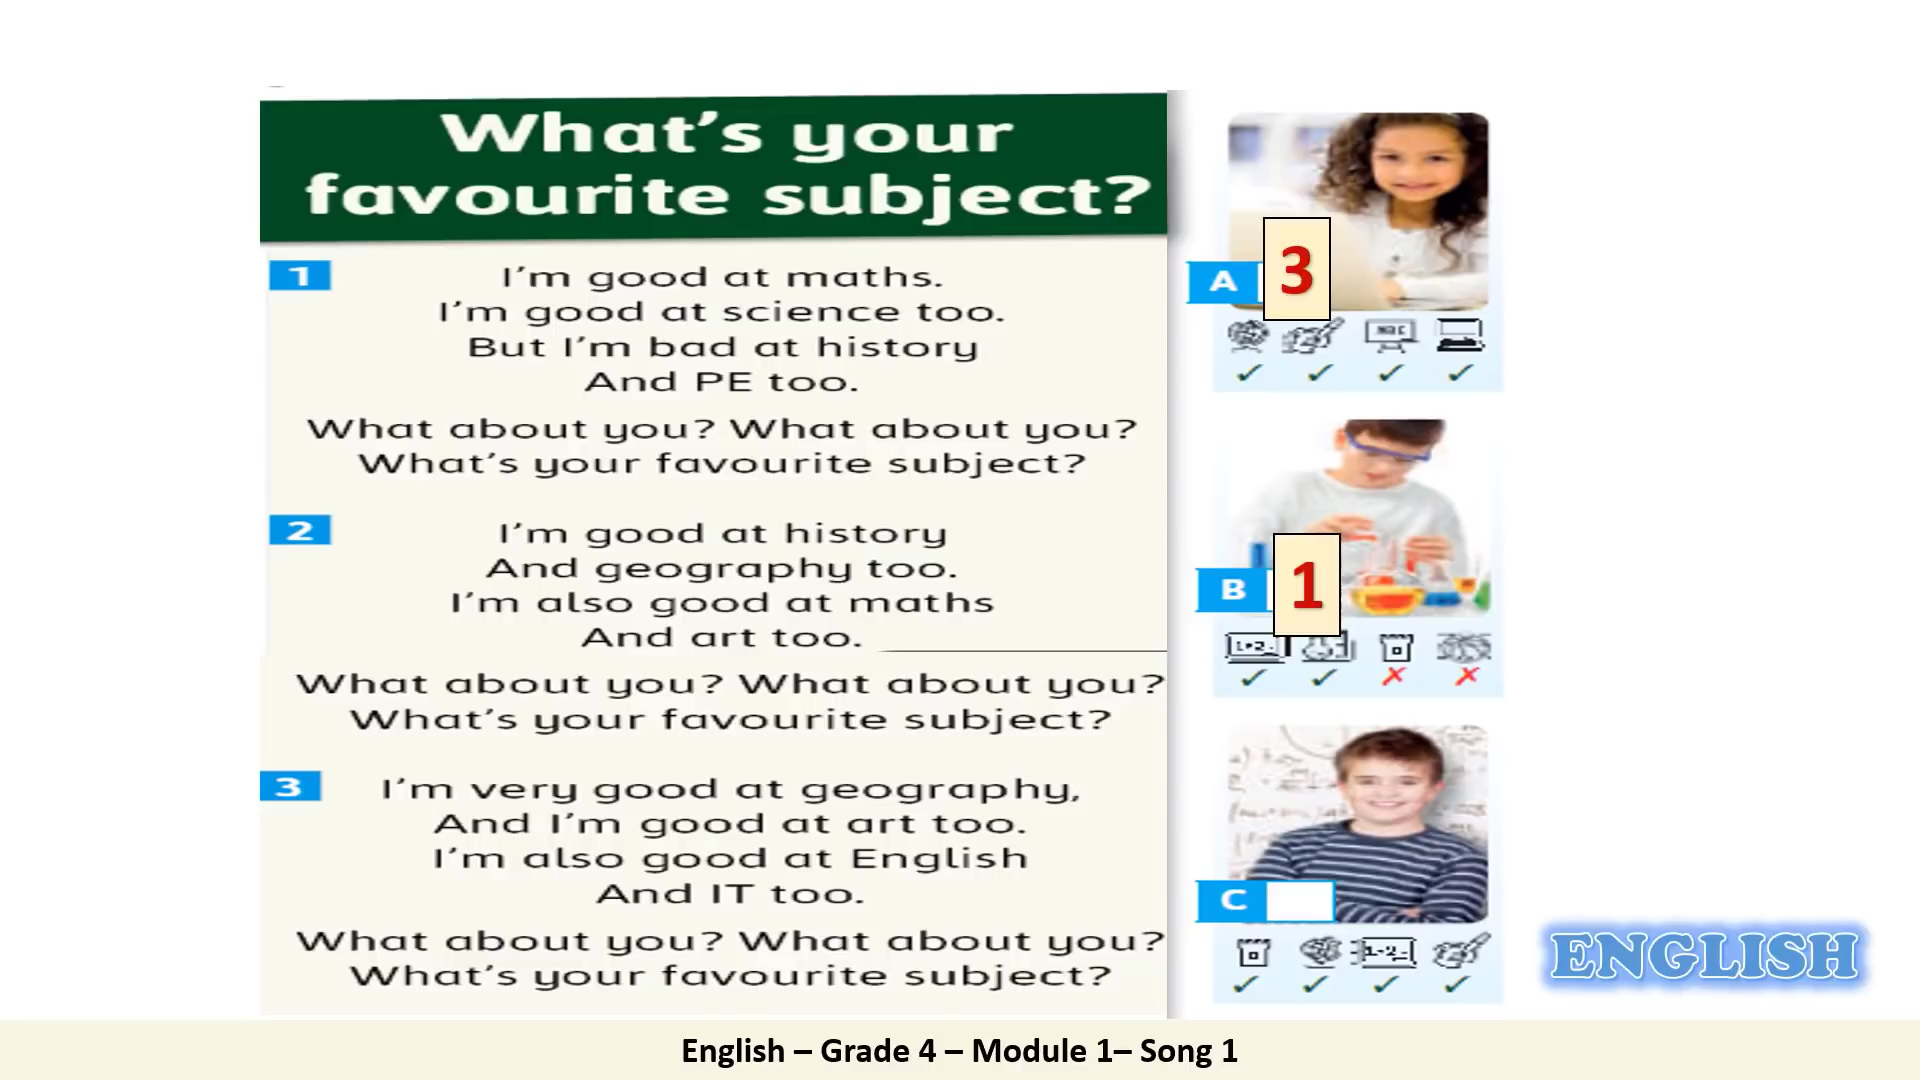 What's your
favourite subject?
1
I'm good at maths.
I'm good at science too.
But I'm bad at history
And PE too.
What about you? What about you?
What's your favourite subject?
2
I'm good at history
And geography too.
I'm also good at maths
And art too.
What about you? What about you?
What's your favourite subject?
3
I'm very good at geography,
And I'm good at art too.
I'm also good at English
And IT too.
What about you? What about you?
What's your favourite subject?
A 3
B 1
C
ENGLISH
English – Grade 4 – Module 1– Song 1